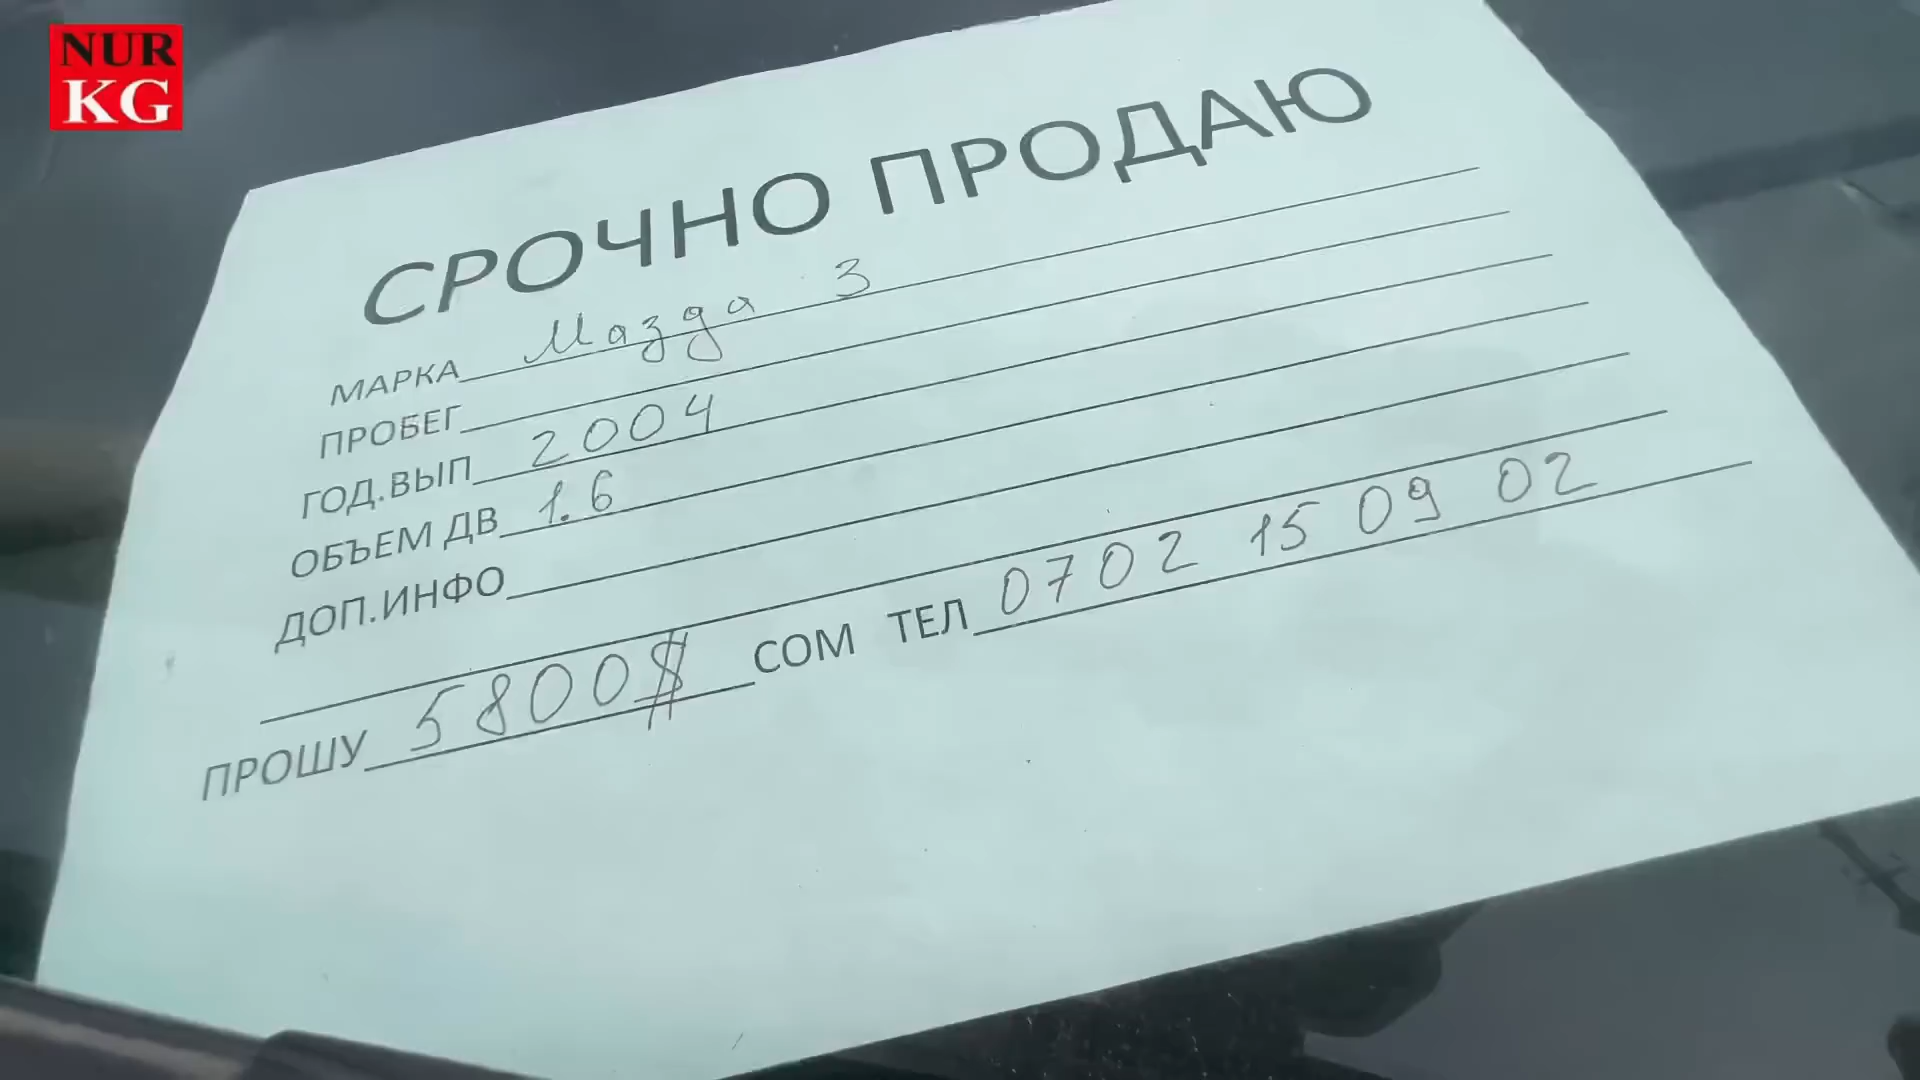 NUR
KG
СРОЧНО ПРОДАЮ
МАРКА Мазда 3
ПРОБЕГ
ГОД.ВЫП 2004
ОБЪЕМ ДВ 1.6
ДОП.ИНФО
ПРОШУ 5800$ СОМ ТЕЛ 0702 15 09 02